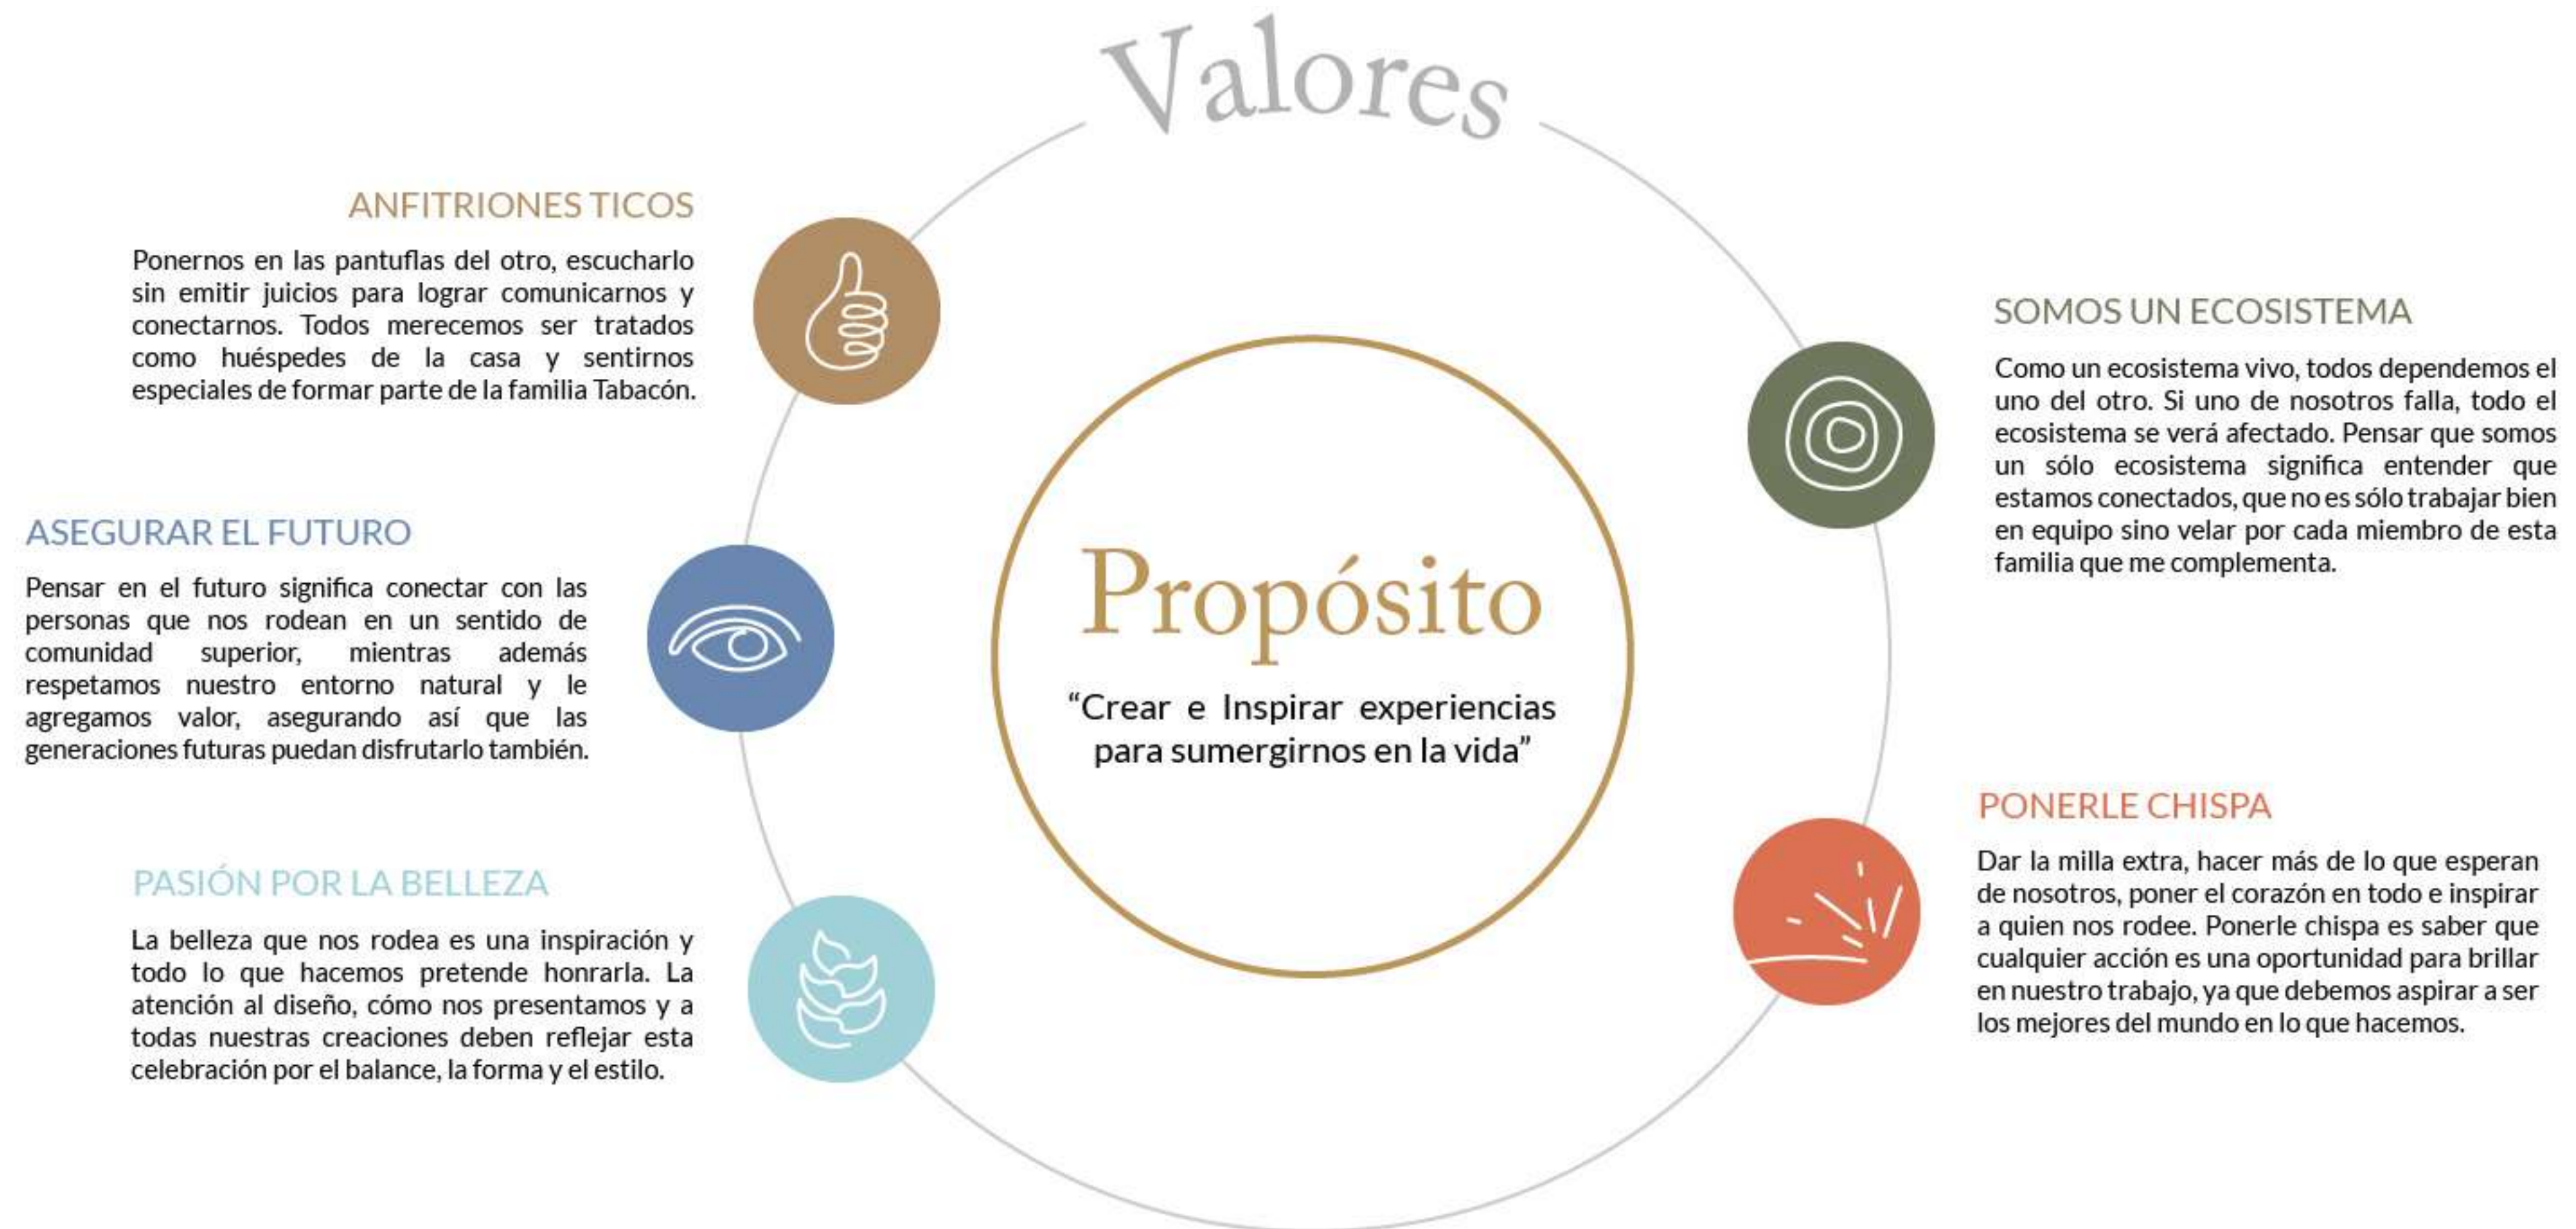 Valores
ANFITRIONES TICOS
Ponernos en las pantuflas del otro, escucharlo
sin emitir juicios para lograr comunicarnos y
conectarnos. Todos merecemos ser tratados
como huéspedes de la casa y sentirnos
especiales de formar parte de la familia Tabacón.
ASEGURAR EL FUTURO
Pensar en el futuro significa conectar con las
personas que nos rodean en un sentido de
comunidad superior, mientras además
respetamos nuestro entorno natural y le
agregamos valor, asegurando así que las
generaciones futuras puedan disfrutarlo también.
PASIÓN POR LA BELLEZA
La belleza que nos rodea es una inspiración y
todo lo que hacemos pretende honrarla. La
atención al diseño, cómo nos presentamos y a
todas nuestras creaciones deben reflejar esta
celebración por el balance, la forma y el estilo.
Propósito
“Crear e Inspirar experiencias
para sumergirnos en la vida”
SOMOS UN ECOSISTEMA
Como un ecosistema vivo, todos dependemos el
uno del otro. Si uno de nosotros falla, todo el
ecosistema se verá afectado. Pensar que somos
un sólo ecosistema significa entender que
estamos conectados, que no es sólo trabajar bien
en equipo sino velar por cada miembro de esta
familia que me complementa.
PONERLE CHISPA
Dar la milla extra, hacer más de lo que esperan
de nosotros, poner el corazón en todo e inspirar
a quien nos rodee. Ponerle chispa es saber que
cualquier acción es una oportunidad para brillar
en nuestro trabajo, ya que debemos aspirar a ser
los mejores del mundo en lo que hacemos.